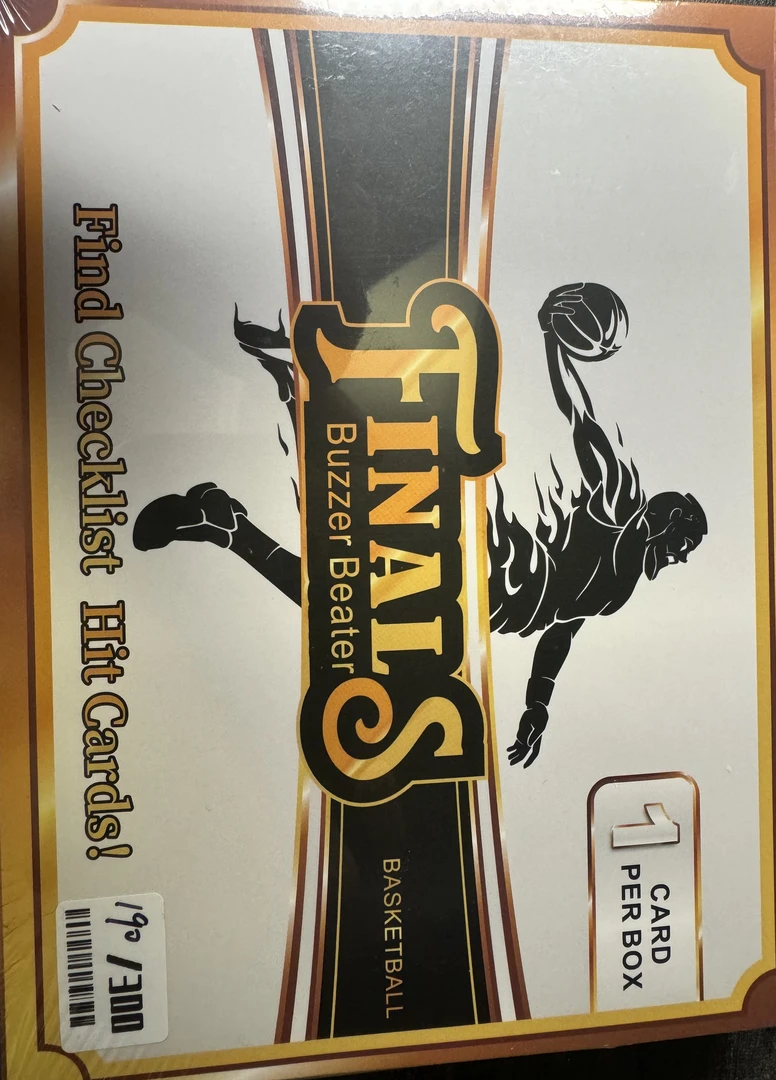 1
CARD
PER BOX
FINALS
Buzzer Beater
BASKETBALL
Find Checklist Hit Cards!
190 /300